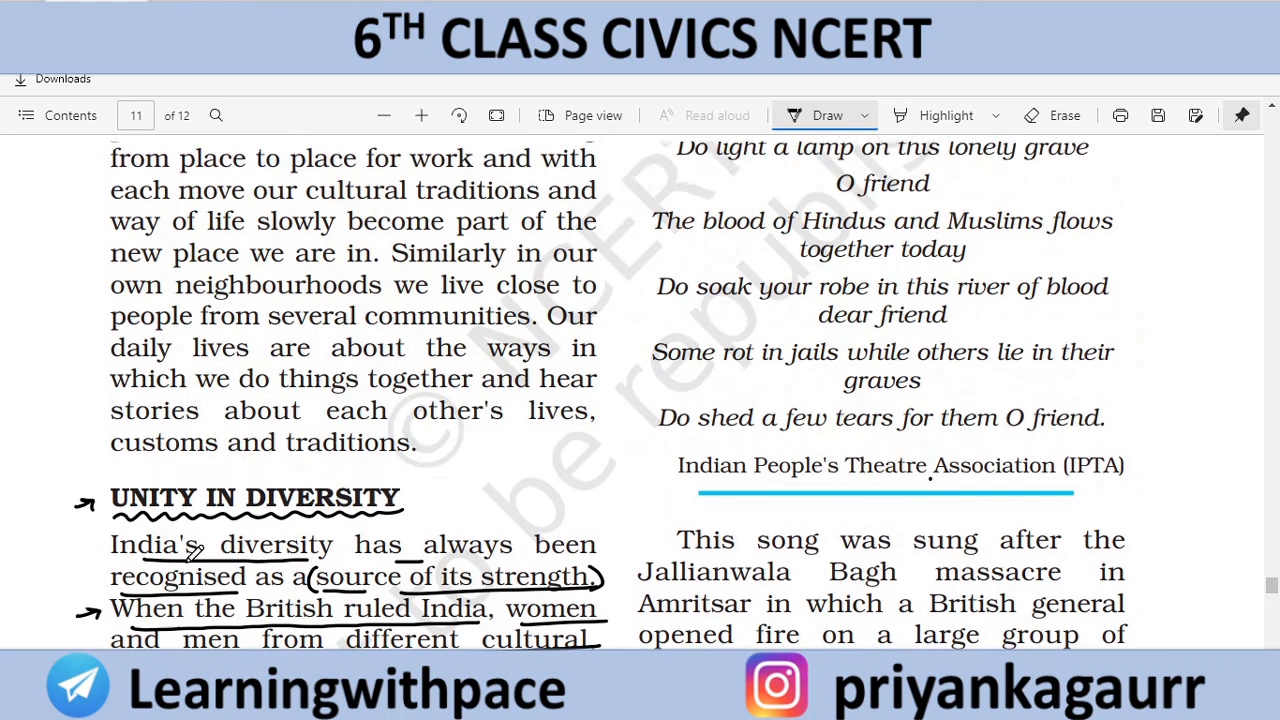 6TH CLASS CIVICS NCERT
Downloads
Contents 11 of 12 Page view Read aloud Draw Highlight Erase
from place to place for work and with
each move our cultural traditions and
way of life slowly become part of the
new place we are in. Similarly in our
own neighbourhoods we live close to
people from several communities. Our
daily lives are about the ways in
which we do things together and hear
stories about each other's lives,
customs and traditions.
UNITY IN DIVERSITY
India's diversity has always been
recognised as a source of its strength.
When the British ruled India, women
and men from different cultural,
Do light a lamp on this lonely grave
O friend
The blood of Hindus and Muslims flows
together today
Do soak your robe in this river of blood
dear friend
Some rot in jails while others lie in their
graves
Do shed a few tears for them O friend.
Indian People's Theatre Association (IPTA)
This song was sung after the
Jallianwala Bagh massacre in
Amritsar in which a British general
opened fire on a large group of
© NCERT
to be republis
Learningwithpace
priyankagaurr